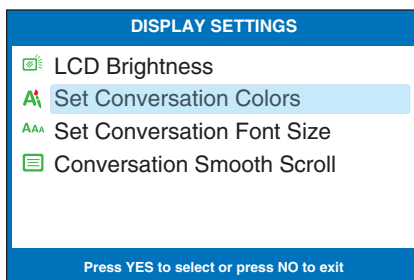 DISPLAY SETTINGS
LCD Brightness
Set Conversation Colors
Set Conversation Font Size
Conversation Smooth Scroll
Press YES to select or press NO to exit